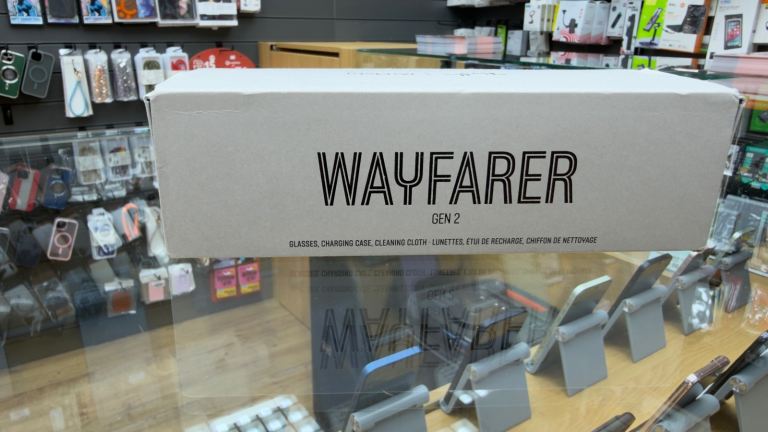 WAYFARER
GEN 2
GLASSES, CHARGING CASE, CLEANING CLOTH · LUNETTES, ÉTUI DE RECHARGE, CHIFFON DE NETTOYAGE